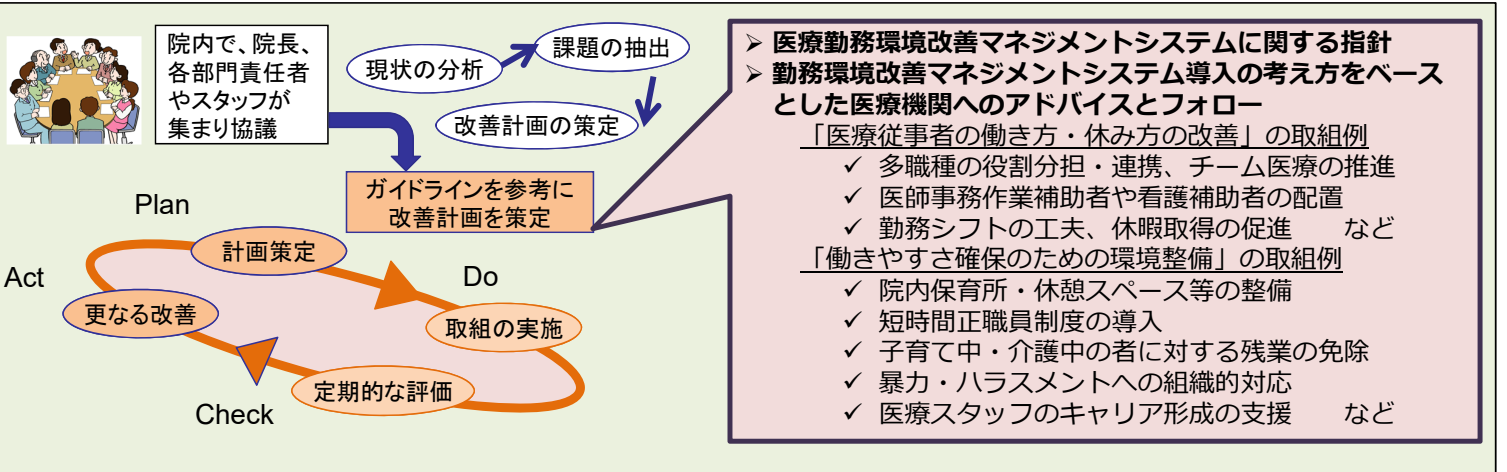 院内で、院長、
各部門責任者
やスタッフが
集まり協議
現状の分析
課題の抽出
改善計画の策定
ガイドラインを参考に
改善計画を策定
Plan
計画策定
Do
取組の実施
Check
定期的な評価
Act
更なる改善
➢ 医療勤務環境改善マネジメントシステムに関する指針
➢ 勤務環境改善マネジメントシステム導入の考え方をベース
とした医療機関へのアドバイスとフォロー
「医療従事者の働き方・休み方の改善」の取組例
✓ 多職種の役割分担・連携、チーム医療の推進
✓ 医師事務作業補助者や看護補助者の配置
✓ 勤務シフトの工夫、休暇取得の促進 など
「働きやすさ確保のための環境整備」の取組例
✓ 院内保育所・休憩スペース等の整備
✓ 短時間正職員制度の導入
✓ 子育て中・介護中の者に対する残業の免除
✓ 暴力・ハラスメントへの組織的対応
✓ 医療スタッフのキャリア形成の支援 など